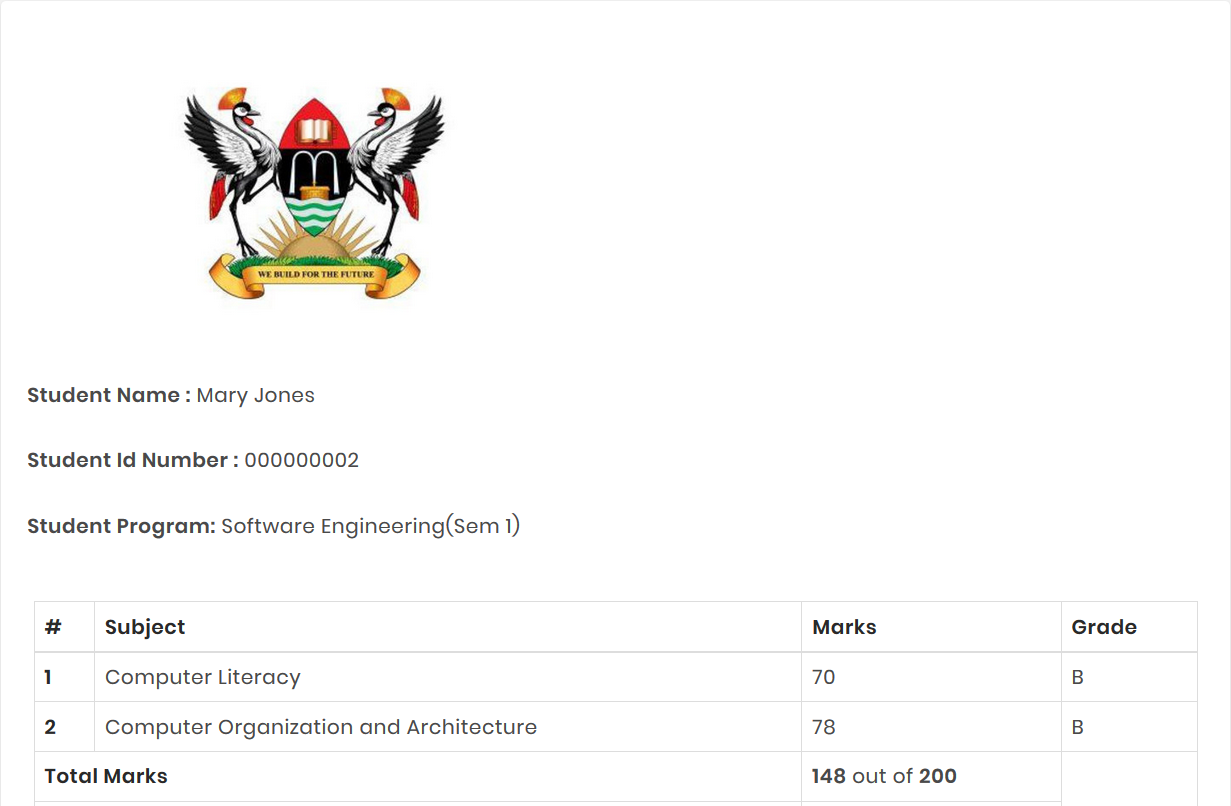 WE BUILD FOR THE FUTURE
Student Name : Mary Jones
Student Id Number : 000000002
Student Program: Software Engineering(Sem 1)
# Subject Marks Grade
1 Computer Literacy 70 B
2 Computer Organization and Architecture 78 B
Total Marks 148 out of 200